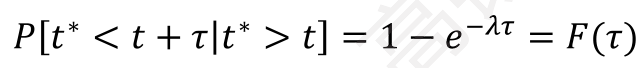 P[t* < t + τ|t* > t] = 1 − e^{−λτ} = F(τ)